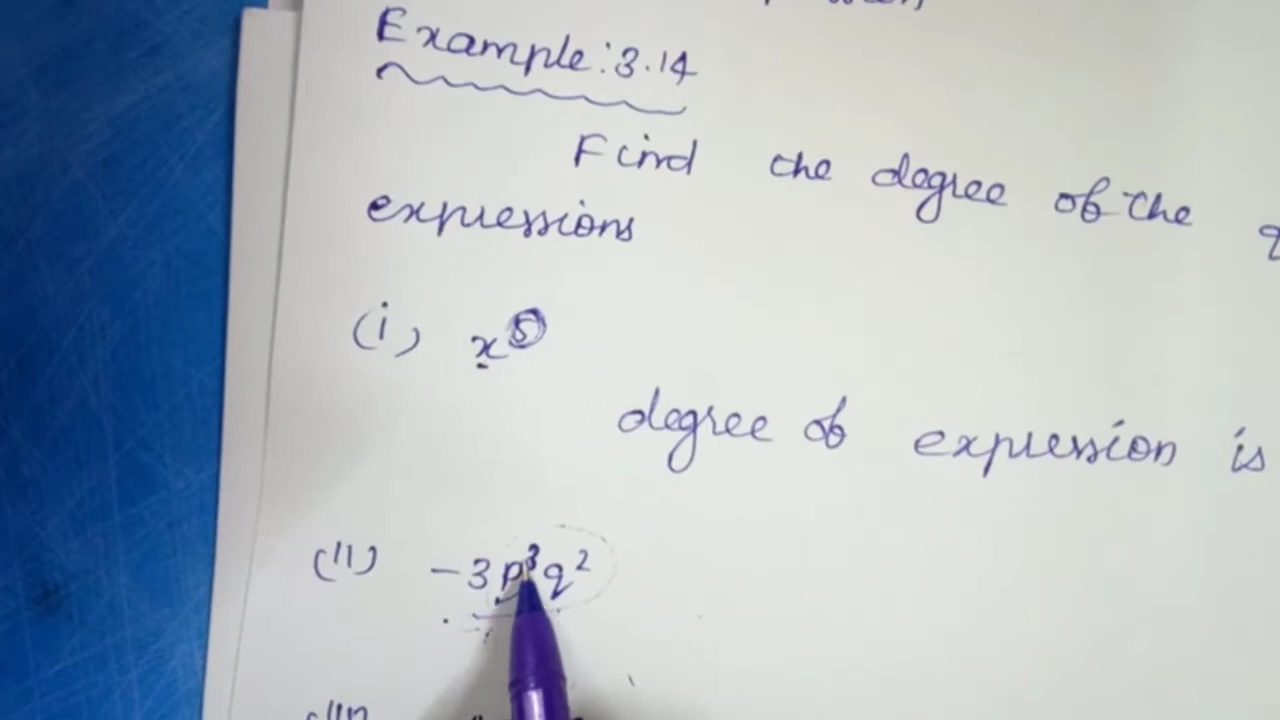 Example: 3.14
Find the degree of the
expressions
(i) x⁵
degree of expression is
(ii) -3p³q²